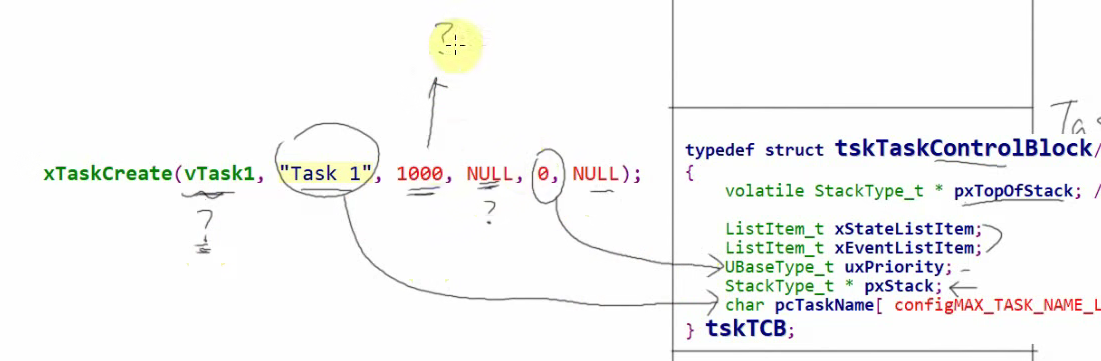 ?
Tas
xTaskCreate(vTask1, "Task 1", 1000, NULL, 0, NULL);
?
?
typedef struct tskTaskControlBlock/
{
volatile StackType_t * pxTopOfStack; /
ListItem_t xStateListItem;
ListItem_t xEventListItem;
UBaseType_t uxPriority;
StackType_t * pxStack;
char pcTaskName[ configMAX_TASK_NAME_L
} tskTCB;